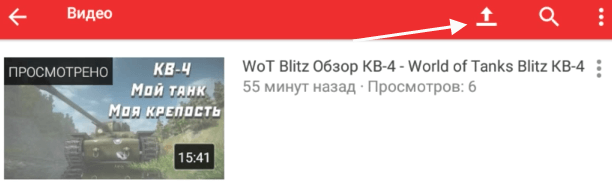 Видео
ПРОСМОТРЕНО
КВ-4
Мой танк
Моя крепость
15:41
WoT Blitz Обзор КВ-4 - World of Tanks Blitz КВ-4
55 минут назад · Просмотров: 6